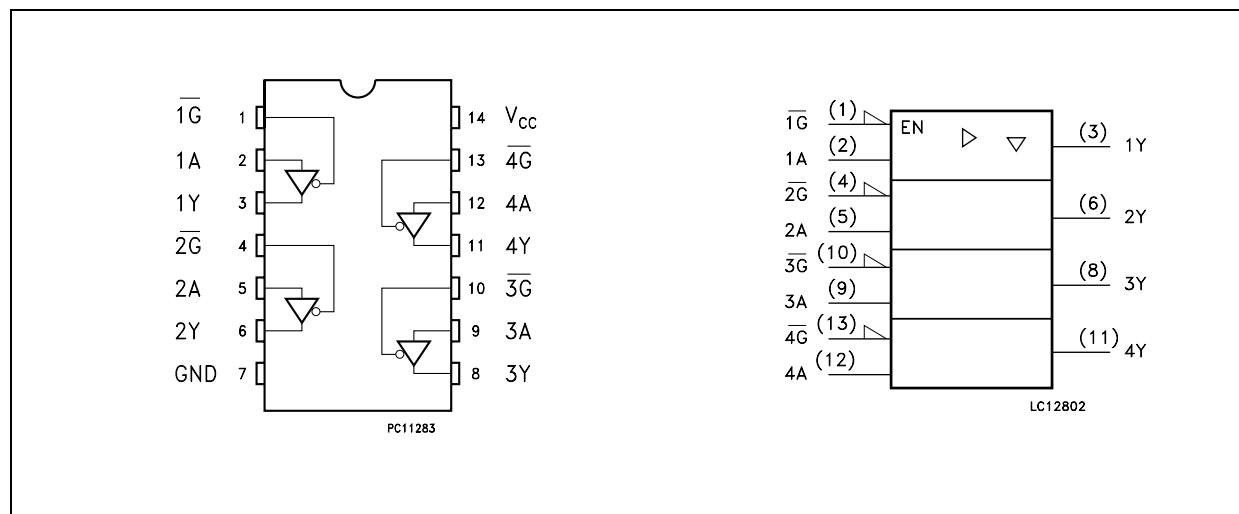 1G̅ 1 14 VCC
1A 2 13 4G̅
1Y 3 12 4A
2G̅ 4 11 4Y
2A 5 10 3G̅
2Y 6 9 3A
GND 7 8 3Y
PC11283
1G̅ (1) EN (3) 1Y
1A (2)
2G̅ (4) (6) 2Y
2A (5)
3G̅ (10) (8) 3Y
3A (9)
4G̅ (13) (11) 4Y
4A (12)
LC12802